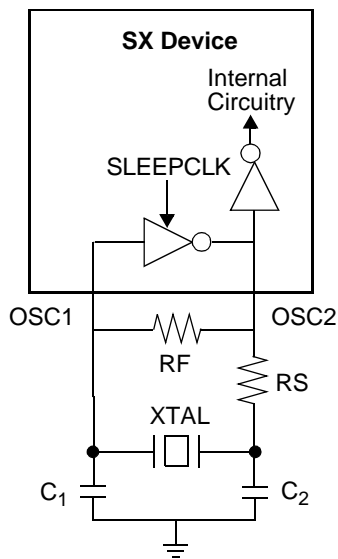 SX Device
Internal
Circuitry
SLEEPCLK
OSC1
OSC2
RF
RS
XTAL
C1
C2